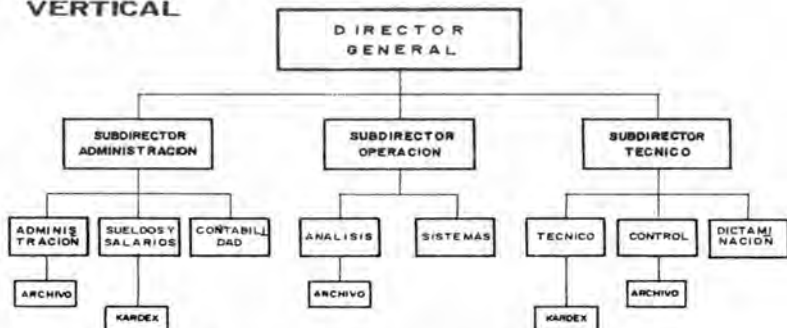 VERTICAL
DIRECTOR
GENERAL
SUBDIRECTOR
ADMINISTRACION
SUBDIRECTOR
OPERACION
SUBDIRECTOR
TECNICO
ADMINIS
TRACION
SUELDOS Y
SALARIOS
CONTABILI
DAD
ANALISIS
SISTEMAS
TECNICO
CONTROL
DICTAMI
NACION
ARCHIVO
KARDEX
ARCHIVO
KARDEX
ARCHIVO